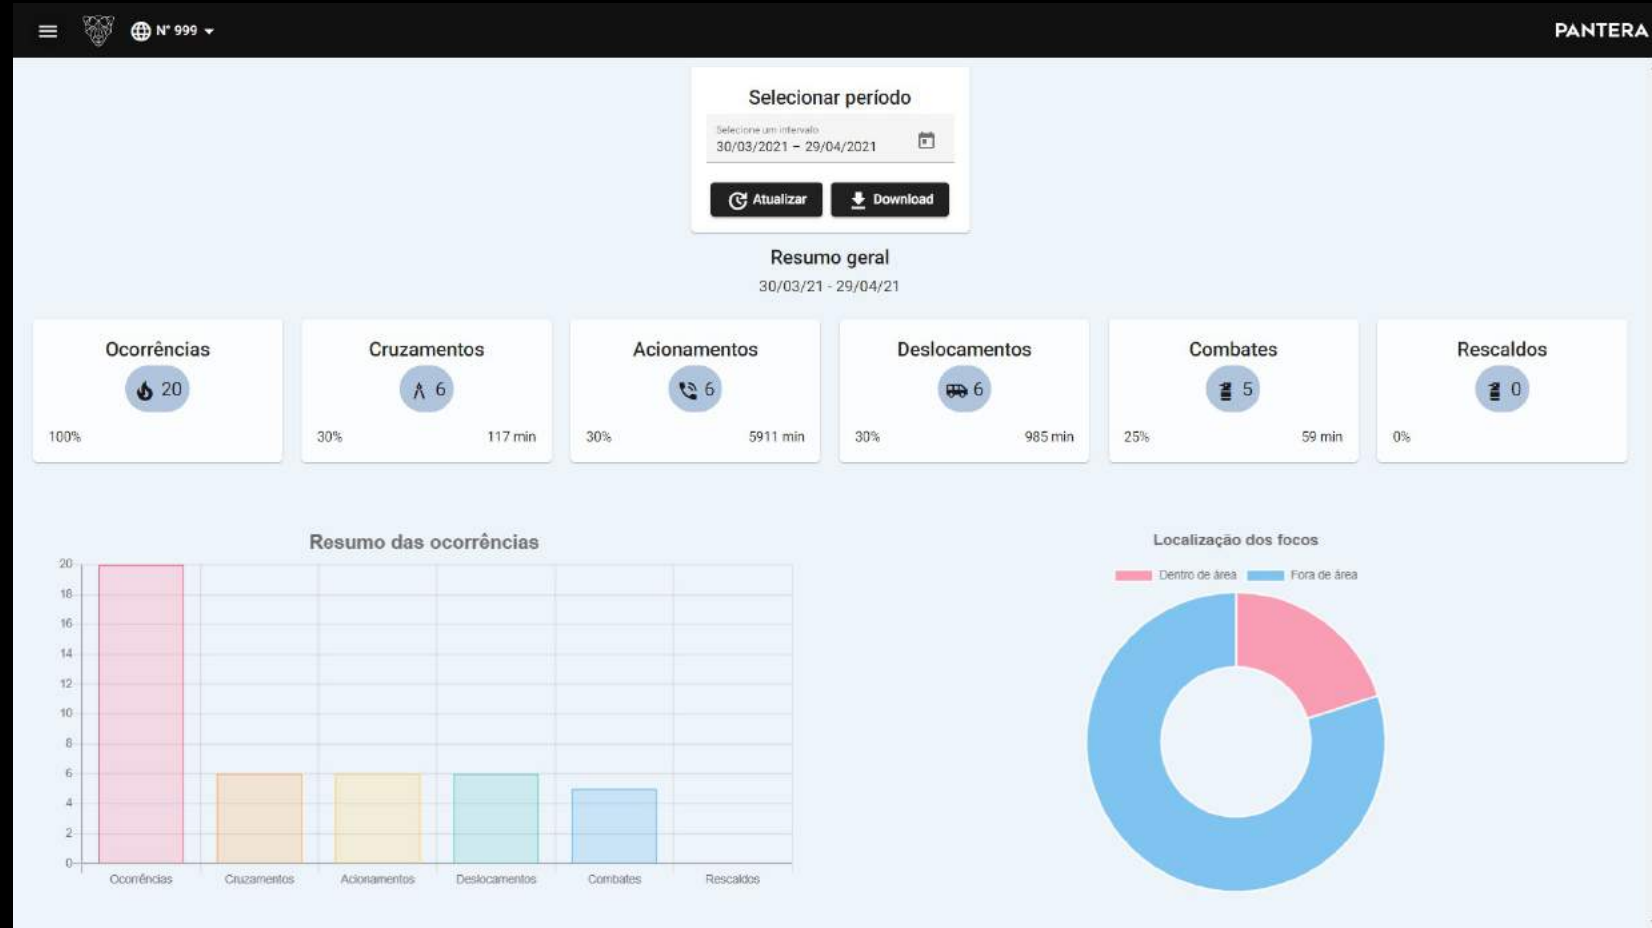 N° 999
PANTERA
Selecionar período
Selecione um intervalo
30/03/2021 – 29/04/2021
Atualizar
Download
Resumo geral
30/03/21 - 29/04/21
Ocorrências
20
100%
Cruzamentos
6
30% 117 min
Acionamentos
6
30% 5911 min
Deslocamentos
6
30% 985 min
Combates
5
25% 59 min
Rescaldos
0
0%
Resumo das ocorrências
20
18
16
14
12
10
8
6
4
2
0
Ocorrências Cruzamentos Acionamentos Deslocamentos Combates Rescaldos
Localização dos focos
Dentro de área Fora de área